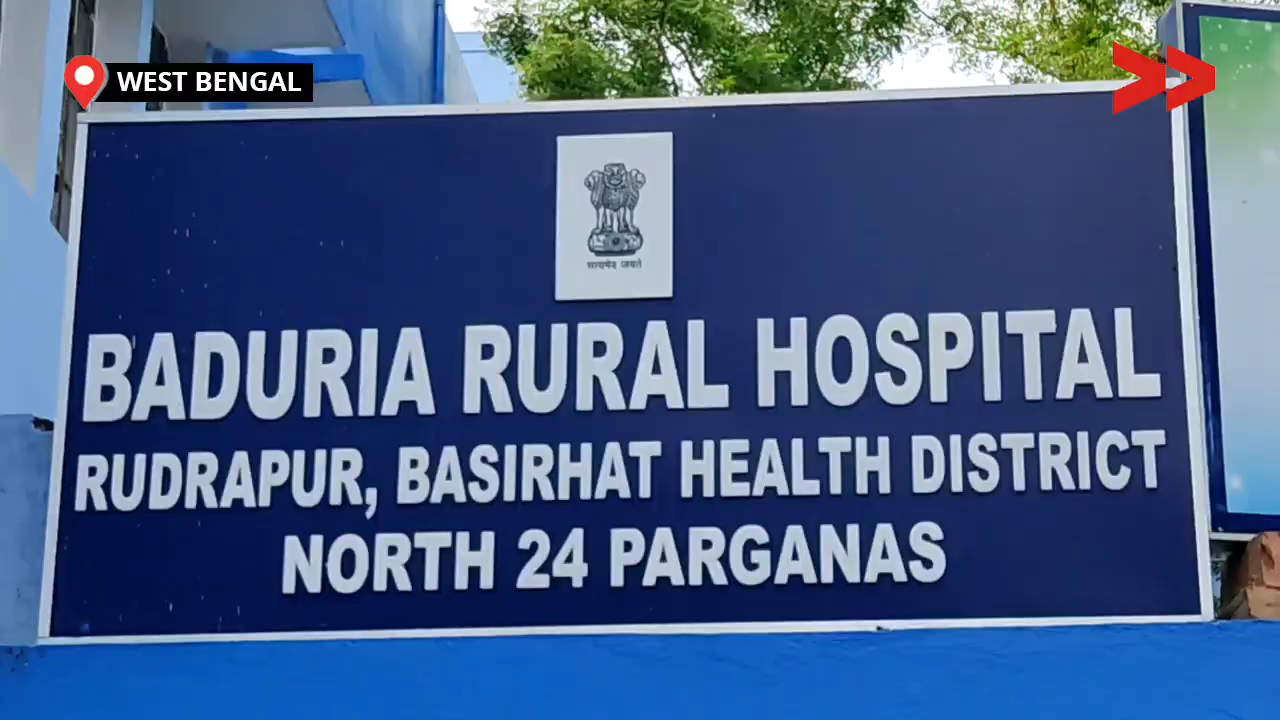 WEST BENGAL
सत्यमेव जयते
BADURIA RURAL HOSPITAL
RUDRAPUR, BASIRHAT HEALTH DISTRICT
NORTH 24 PARGANAS